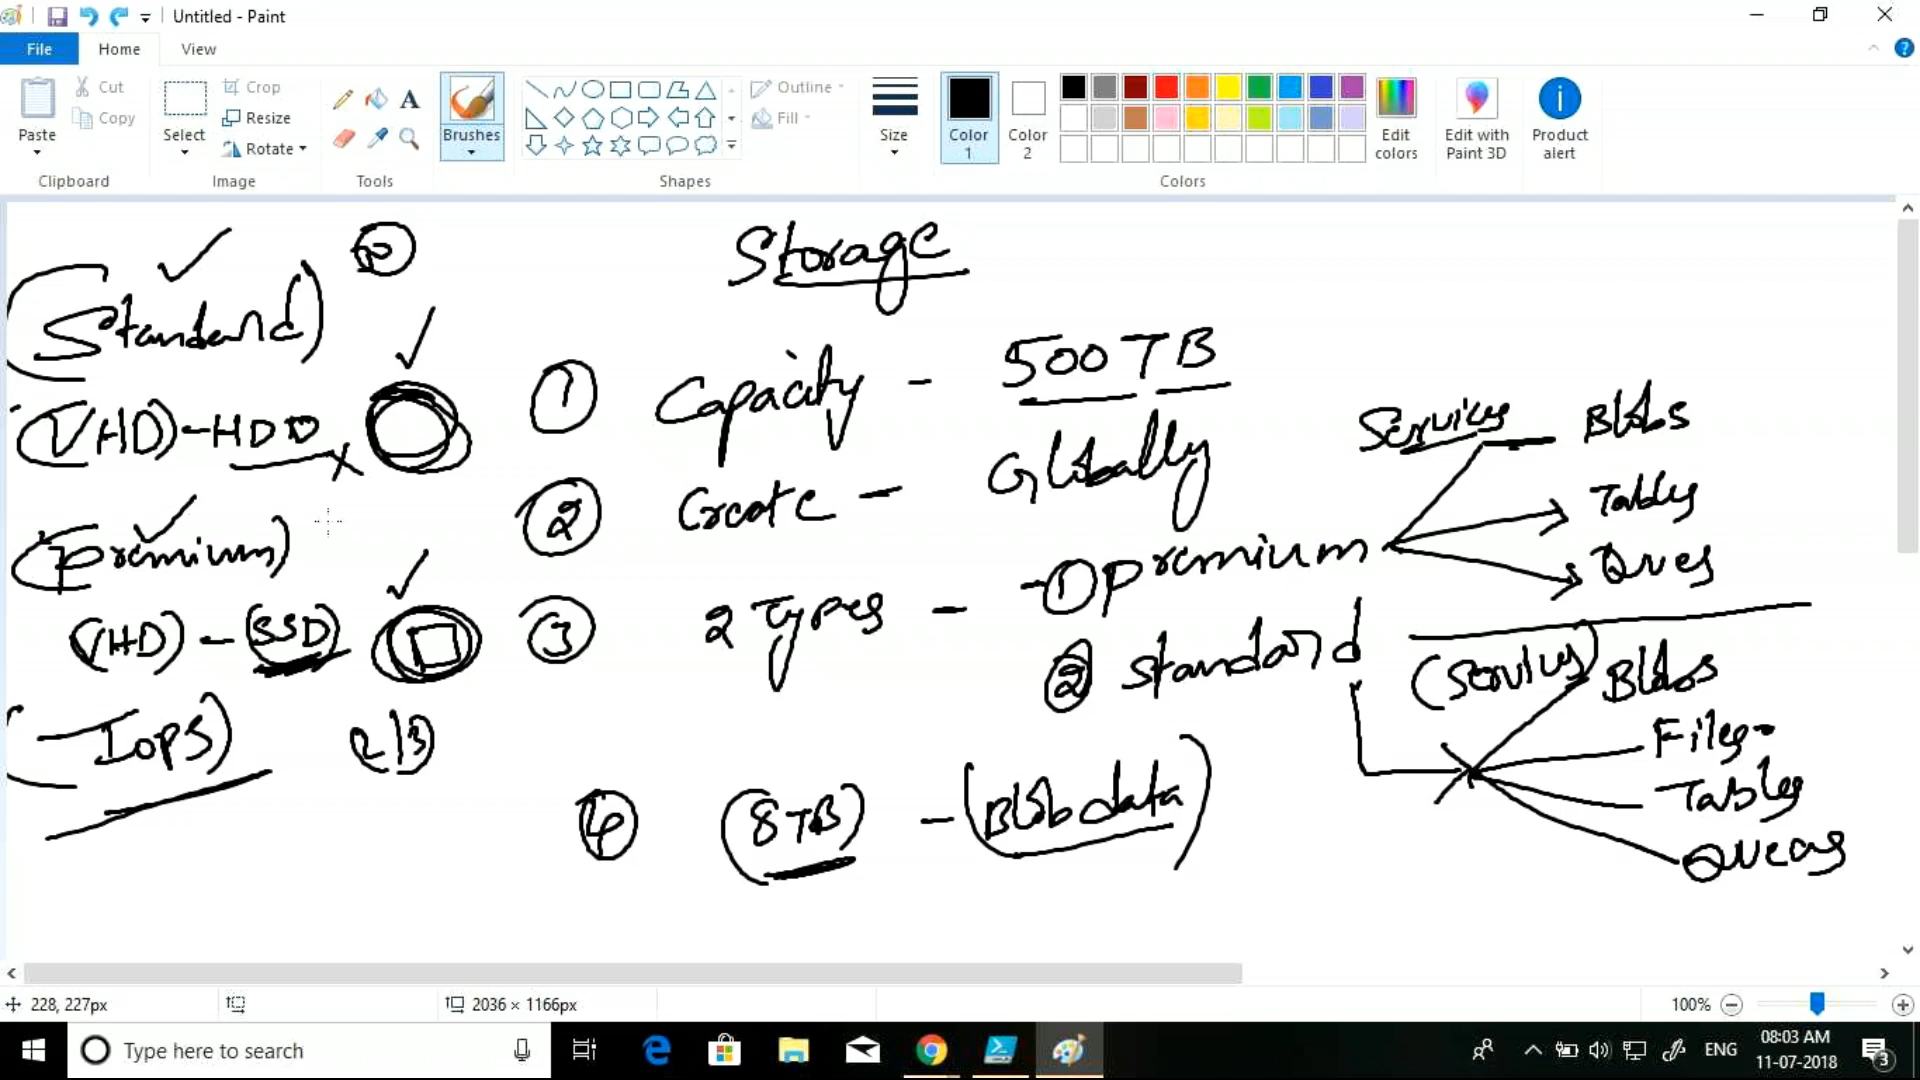 Untitled - Paint
File
Home
View
Paste
Cut
Copy
Clipboard
Select
Crop
Resize
Rotate
Image
Tools
Brushes
Outline
Fill
Shapes
Size
Color 1
Color 2
Edit colors
Edit with Paint 3D
Product alert
Colors
Storage
(Standard)
(VHD) - HDD
(premium)
(VHD) - (SSD)
(- Iops)
① Capacity - 500TB
② Create - Globally
③ 2 Types - ① premium
② Standard
④ (8TB) - (Blob data)
Services
Blobs
Tables
Ques
(Services)
Blobs
Files
Tables
Queas
228, 227px
2036 × 1166px
100%
Type here to search
ENG
08:03 AM
11-07-2018
3